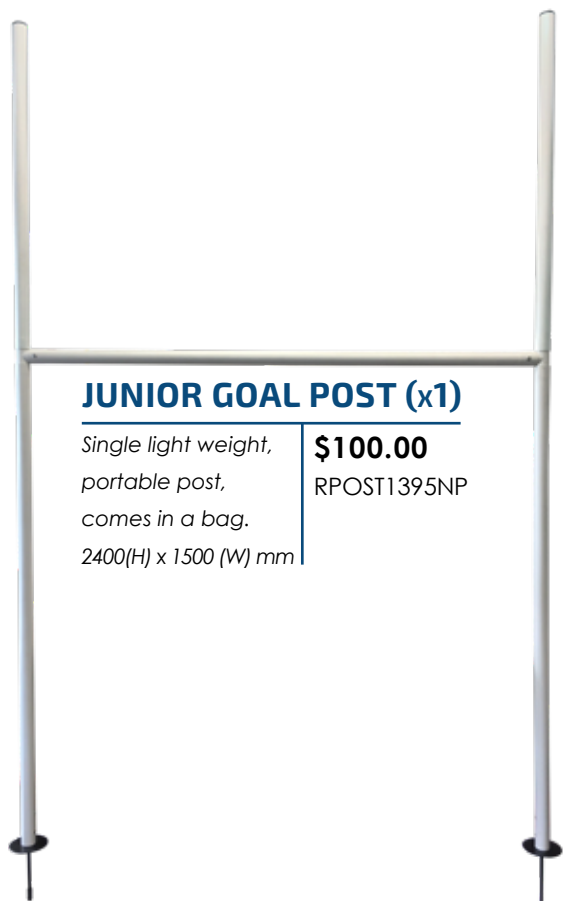 JUNIOR GOAL POST (x1)
Single light weight,
portable post,
comes in a bag.
2400(H) x 1500 (W) mm
$100.00
RPOST1395NP